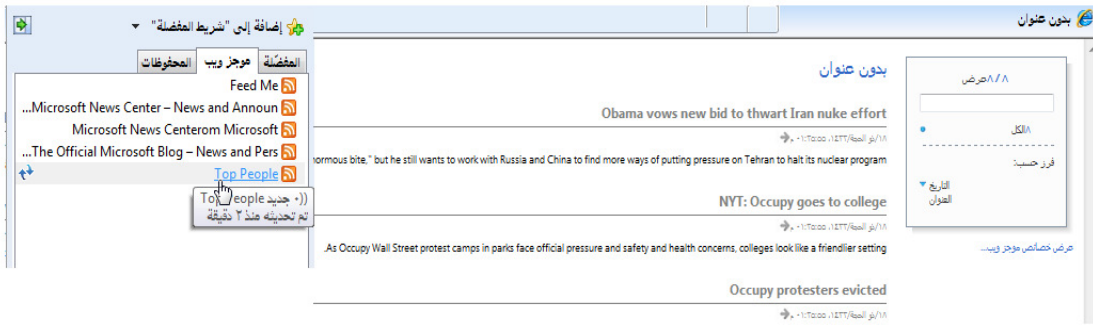 بدون عنوان
إضافة إلى "شريط المفضلة"
المفضّلة
موجز ويب
المحفوظات
Feed Me
Microsoft News Center – News and Announ...
Microsoft News Centerom Microsoft
The Official Microsoft Blog – News and Pers...
Top People
تم تحديثه منذ ٢ دقيقة
بدون عنوان
Obama vows new bid to thwart Iran nuke effort
normous bite," but he still wants to work with Russia and China to find more ways of putting pressure on Tehran to halt its nuclear program
NYT: Occupy goes to college
As Occupy Wall Street protest camps in parks face official pressure and safety and health concerns, colleges look like a friendlier setting.
Occupy protesters evicted
٨ / ٨عرض
الكل ٨
فرز حسب:
التاريخ
العنوان
عرض خصائص موجز ويب...